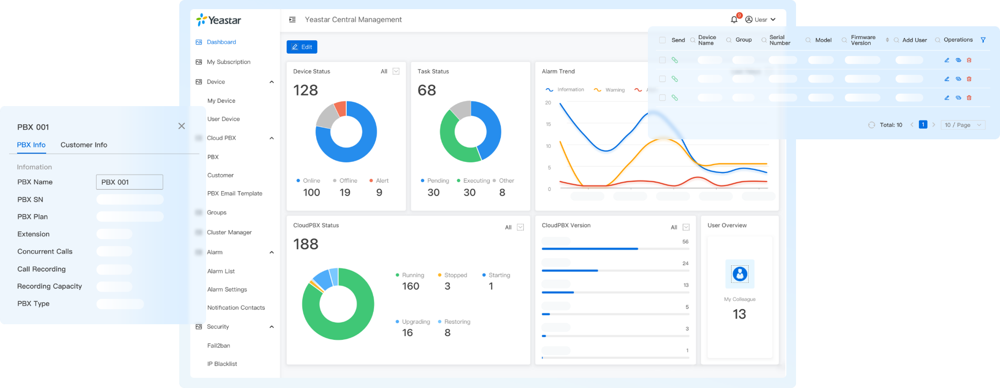 Yeastar
Yeastar Central Management
9
Uesr
Dashboard
My Subscription
Device
My Device
User Device
Cloud PBX
PBX
Customer
PBX Email Template
Groups
Cluster Manager
Alarm
Alarm List
Alarm Settings
Notification Contacts
Security
Fail2ban
IP Blacklist
PBX 001
PBX Info
Customer Info
Infomation
PBX Name
PBX 001
PBX SN
PBX Plan
Extension
Concurrent Calls
Call Recording
Recording Capacity
PBX Type
Edit
Device Status
All
128
Online
100
Offline
19
Alert
9
Task Status
68
Pending
30
Executing
30
Other
8
Alarm Trend
Information
Warning
20
15
10
5
0
Send
Device Name
Group
Serial Number
Model
Firmware Version
Add User
Operations
Total: 10
1
10 / Page
CloudPBX Status
All
188
Running
160
Stopped
3
Starting
1
Upgrading
16
Restoring
8
CloudPBX Version
All
56
24
13
5
3
1
User Overview
My Colleague
13